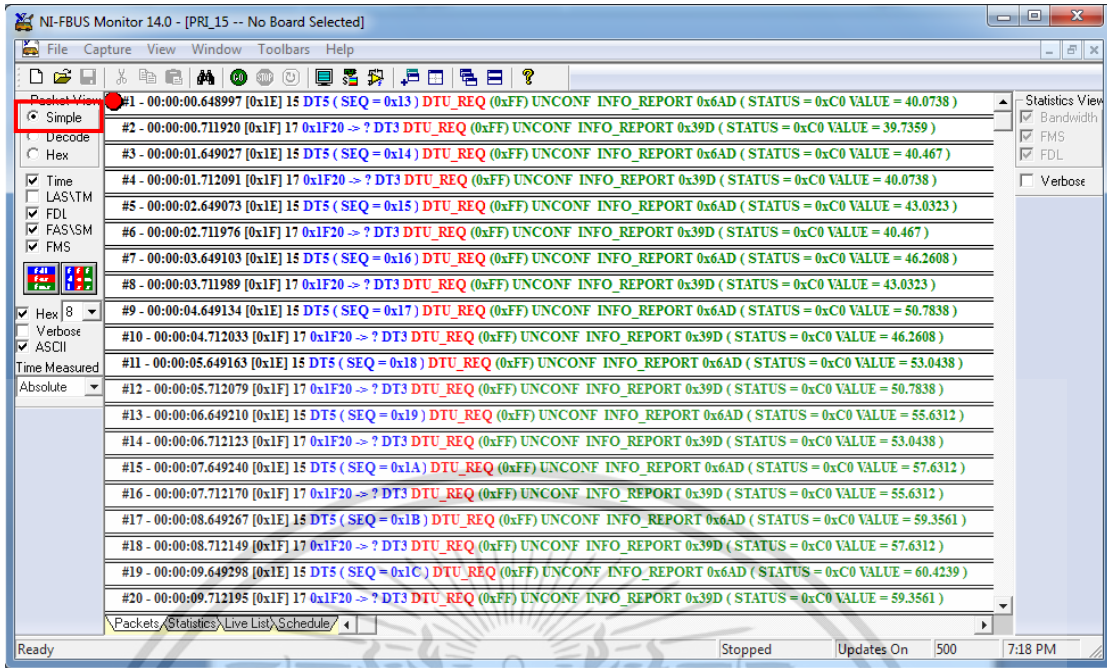 NI-FBUS Monitor 14.0 - [PRI_15 -- No Board Selected]
File Capture View Window Toolbars Help
Packet View
Simple
Decode
Hex
Time
LAS\TM
FDL
FAS\SM
FMS
Hex 8
Verbose
ASCII
Time Measured
Absolute
#1 - 00:00:00.648997 [0x1E] 15 DT5 ( SEQ = 0x13 ) DTU_REQ (0xFF) UNCONF INFO_REPORT 0x6AD ( STATUS = 0xC0 VALUE = 40.0738 )
#2 - 00:00:00.711920 [0x1F] 17 0x1F20 -> ? DT3 DTU_REQ (0xFF) UNCONF INFO_REPORT 0x39D ( STATUS = 0xC0 VALUE = 39.7359 )
#3 - 00:00:01.649027 [0x1E] 15 DT5 ( SEQ = 0x14 ) DTU_REQ (0xFF) UNCONF INFO_REPORT 0x6AD ( STATUS = 0xC0 VALUE = 40.467 )
#4 - 00:00:01.712091 [0x1F] 17 0x1F20 -> ? DT3 DTU_REQ (0xFF) UNCONF INFO_REPORT 0x39D ( STATUS = 0xC0 VALUE = 40.0738 )
#5 - 00:00:02.649073 [0x1E] 15 DT5 ( SEQ = 0x15 ) DTU_REQ (0xFF) UNCONF INFO_REPORT 0x6AD ( STATUS = 0xC0 VALUE = 43.0323 )
#6 - 00:00:02.711976 [0x1F] 17 0x1F20 -> ? DT3 DTU_REQ (0xFF) UNCONF INFO_REPORT 0x39D ( STATUS = 0xC0 VALUE = 40.467 )
#7 - 00:00:03.649103 [0x1E] 15 DT5 ( SEQ = 0x16 ) DTU_REQ (0xFF) UNCONF INFO_REPORT 0x6AD ( STATUS = 0xC0 VALUE = 46.2608 )
#8 - 00:00:03.711989 [0x1F] 17 0x1F20 -> ? DT3 DTU_REQ (0xFF) UNCONF INFO_REPORT 0x39D ( STATUS = 0xC0 VALUE = 43.0323 )
#9 - 00:00:04.649134 [0x1E] 15 DT5 ( SEQ = 0x17 ) DTU_REQ (0xFF) UNCONF INFO_REPORT 0x6AD ( STATUS = 0xC0 VALUE = 50.7838 )
#10 - 00:00:04.712033 [0x1F] 17 0x1F20 -> ? DT3 DTU_REQ (0xFF) UNCONF INFO_REPORT 0x39D ( STATUS = 0xC0 VALUE = 46.2608 )
#11 - 00:00:05.649163 [0x1E] 15 DT5 ( SEQ = 0x18 ) DTU_REQ (0xFF) UNCONF INFO_REPORT 0x6AD ( STATUS = 0xC0 VALUE = 53.0438 )
#12 - 00:00:05.712079 [0x1F] 17 0x1F20 -> ? DT3 DTU_REQ (0xFF) UNCONF INFO_REPORT 0x39D ( STATUS = 0xC0 VALUE = 50.7838 )
#13 - 00:00:06.649210 [0x1E] 15 DT5 ( SEQ = 0x19 ) DTU_REQ (0xFF) UNCONF INFO_REPORT 0x6AD ( STATUS = 0xC0 VALUE = 55.6312 )
#14 - 00:00:06.712123 [0x1F] 17 0x1F20 -> ? DT3 DTU_REQ (0xFF) UNCONF INFO_REPORT 0x39D ( STATUS = 0xC0 VALUE = 53.0438 )
#15 - 00:00:07.649240 [0x1E] 15 DT5 ( SEQ = 0x1A ) DTU_REQ (0xFF) UNCONF INFO_REPORT 0x6AD ( STATUS = 0xC0 VALUE = 57.6312 )
#16 - 00:00:07.712170 [0x1F] 17 0x1F20 -> ? DT3 DTU_REQ (0xFF) UNCONF INFO_REPORT 0x39D ( STATUS = 0xC0 VALUE = 55.6312 )
#17 - 00:00:08.649267 [0x1E] 15 DT5 ( SEQ = 0x1B ) DTU_REQ (0xFF) UNCONF INFO_REPORT 0x6AD ( STATUS = 0xC0 VALUE = 59.3561 )
#18 - 00:00:08.712149 [0x1F] 17 0x1F20 -> ? DT3 DTU_REQ (0xFF) UNCONF INFO_REPORT 0x39D ( STATUS = 0xC0 VALUE = 57.6312 )
#19 - 00:00:09.649298 [0x1E] 15 DT5 ( SEQ = 0x1C ) DTU_REQ (0xFF) UNCONF INFO_REPORT 0x6AD ( STATUS = 0xC0 VALUE = 60.4239 )
#20 - 00:00:09.712195 [0x1F] 17 0x1F20 -> ? DT3 DTU_REQ (0xFF) UNCONF INFO_REPORT 0x39D ( STATUS = 0xC0 VALUE = 59.3561 )
Statistics View
Bandwidth
FMS
FDL
Verbose
Packets Statistics Live List Schedule
Ready Stopped Updates On 500 7:18 PM